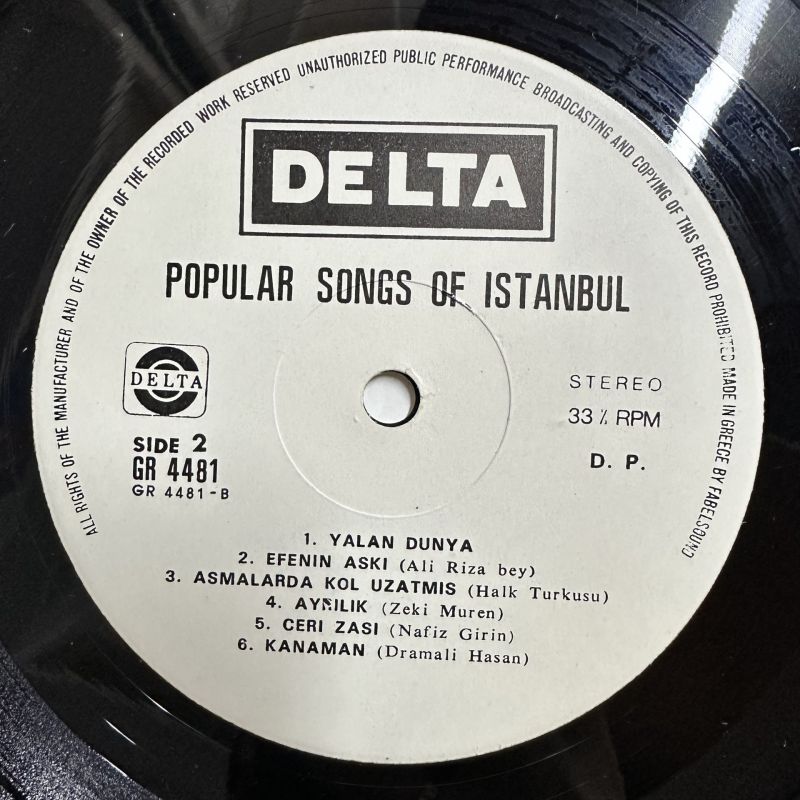 ALL RIGHTS OF THE MANUFACTURER AND OF THE OWNER OF THE RECORDED WORK RESERVED UNAUTHORIZED PUBLIC PERFORMANCE BROADCASTING AND COPYING OF THIS RECORD PROHIBITED MADE IN GREECE BY FABELSOUND
DELTA
POPULAR SONGS OF ISTANBUL
DELTA
STEREO
33⅓ RPM
D. P.
SIDE 2
GR 4481
GR 4481-B
1. YALAN DUNYA
2. EFENIN ASKI (Ali Riza bey)
3. ASMALARDA KOL UZATMIS (Halk Turkusu)
4. AYRILIK (Zeki Muren)
5. CERI ZASI (Nafiz Girin)
6. KANAMAN (Dramali Hasan)